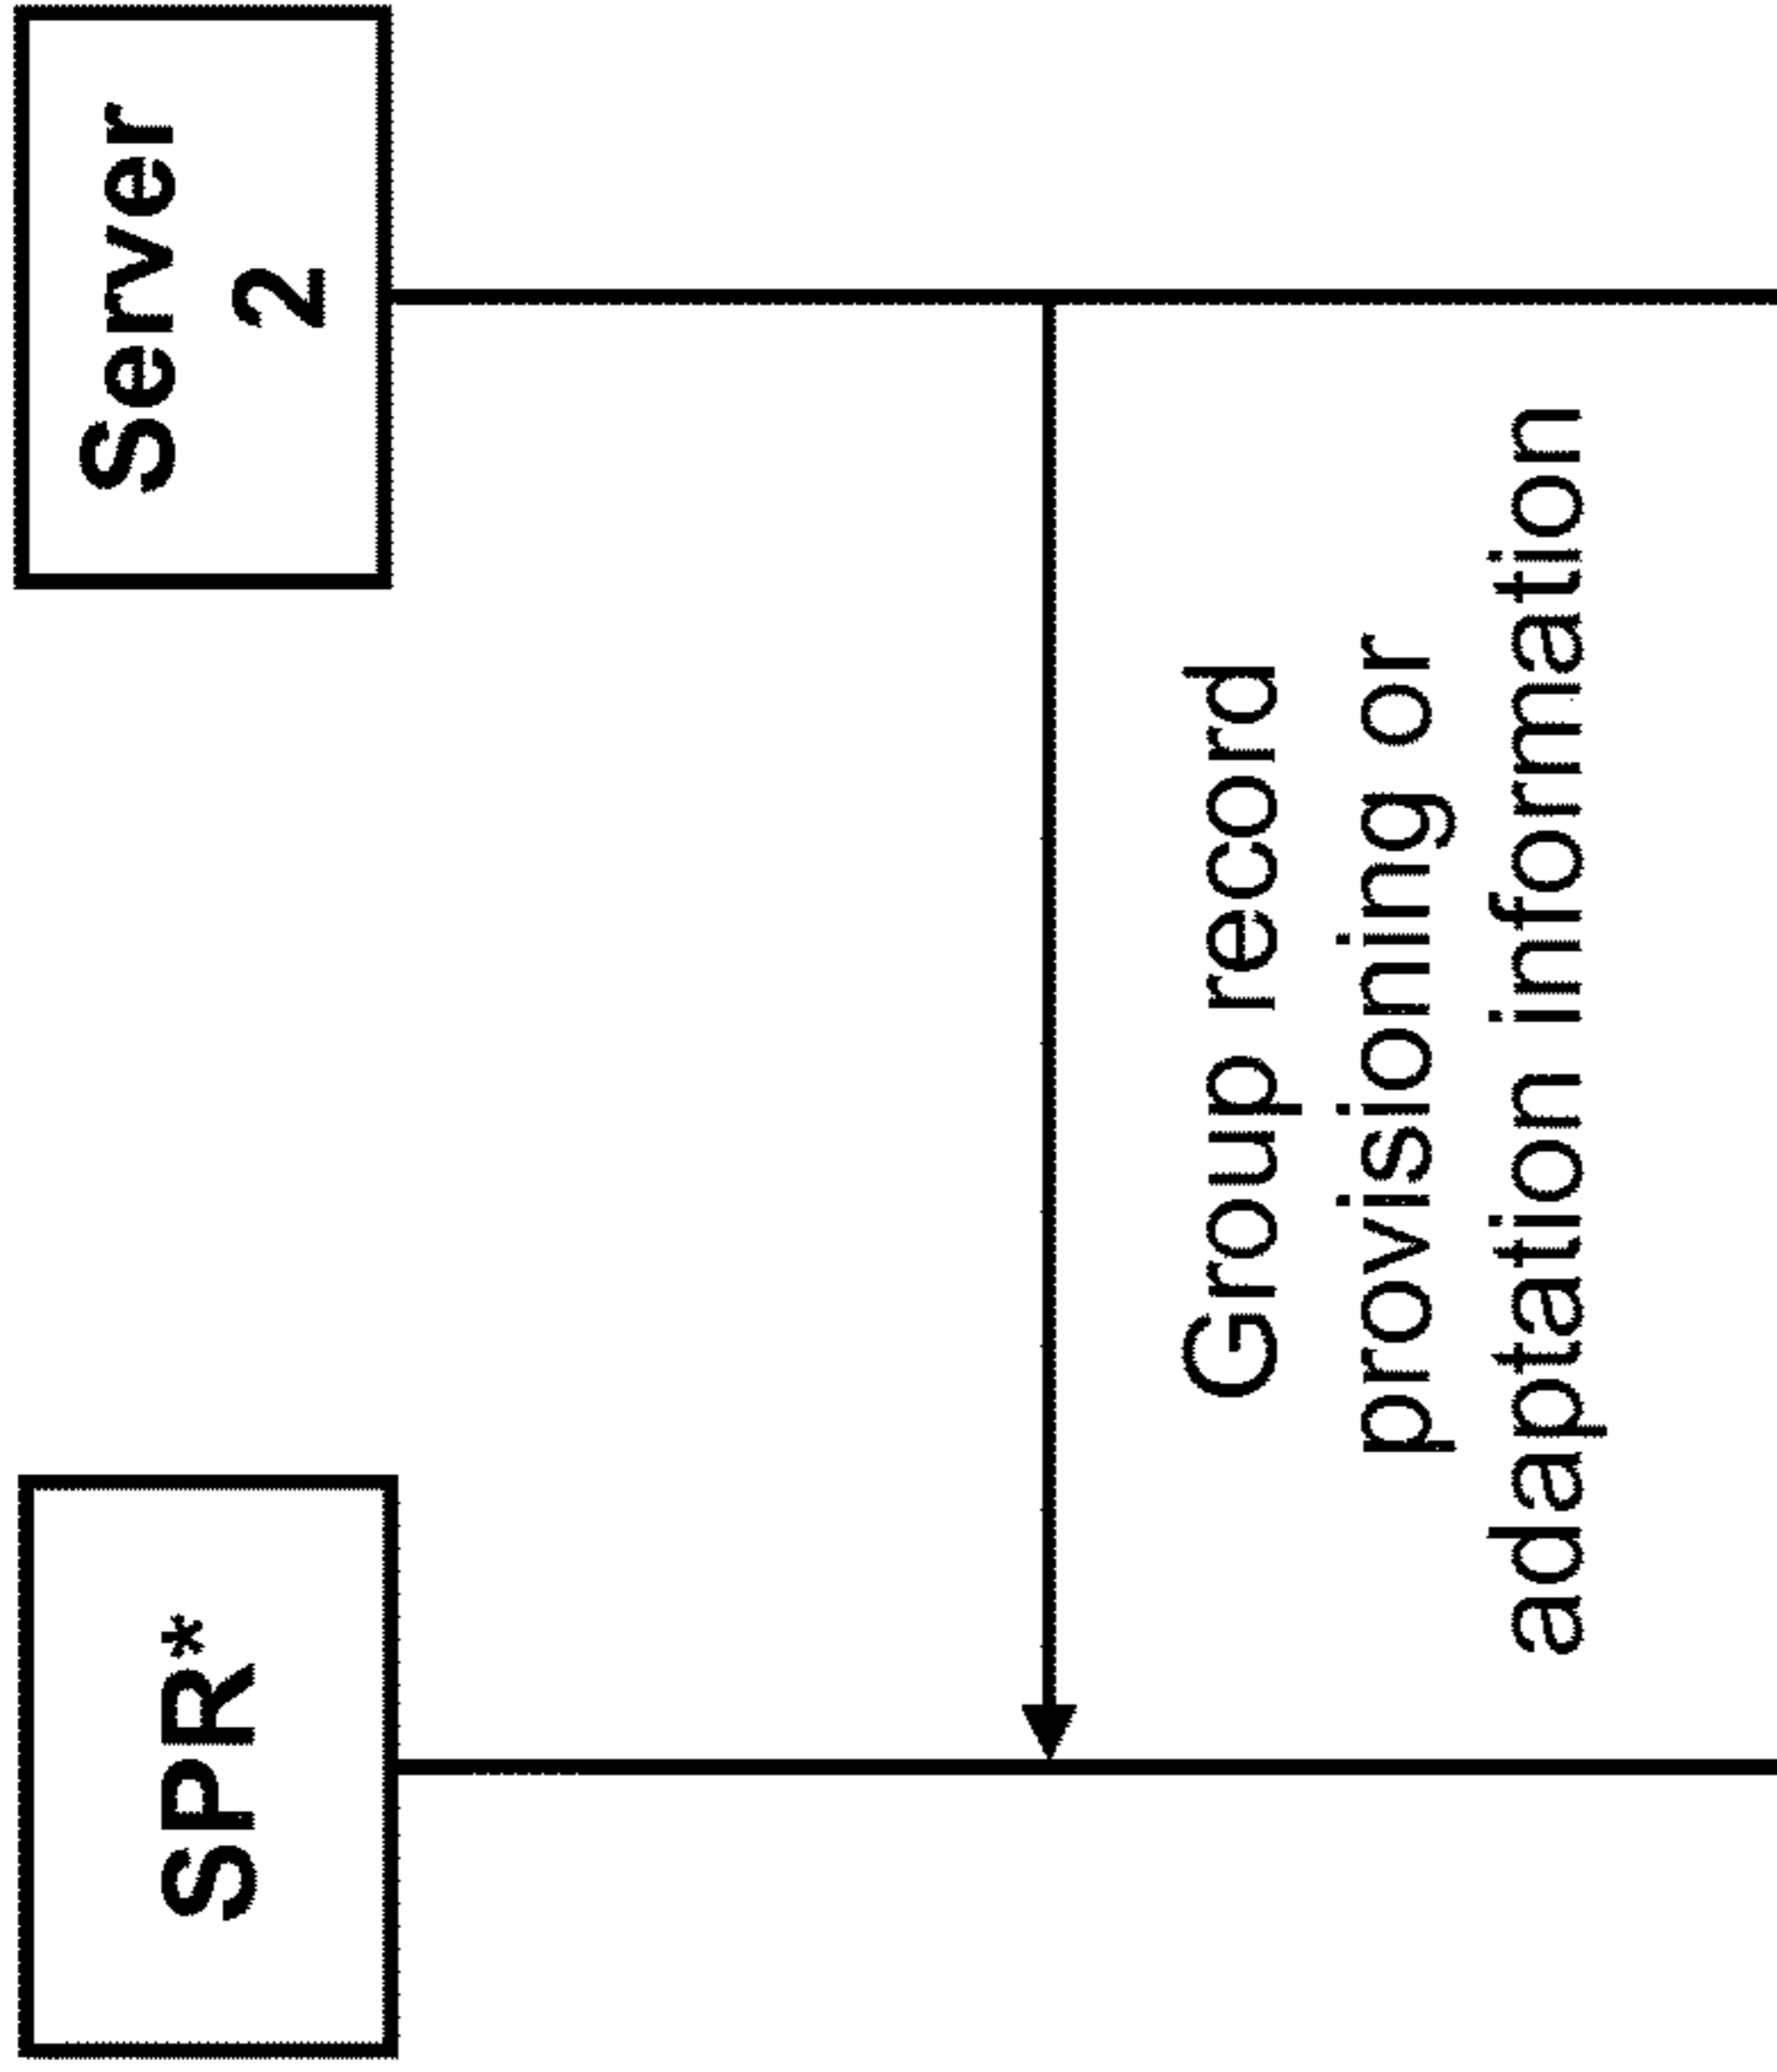 SPR*
Server
2
Group record
provisioning or
adaptation information